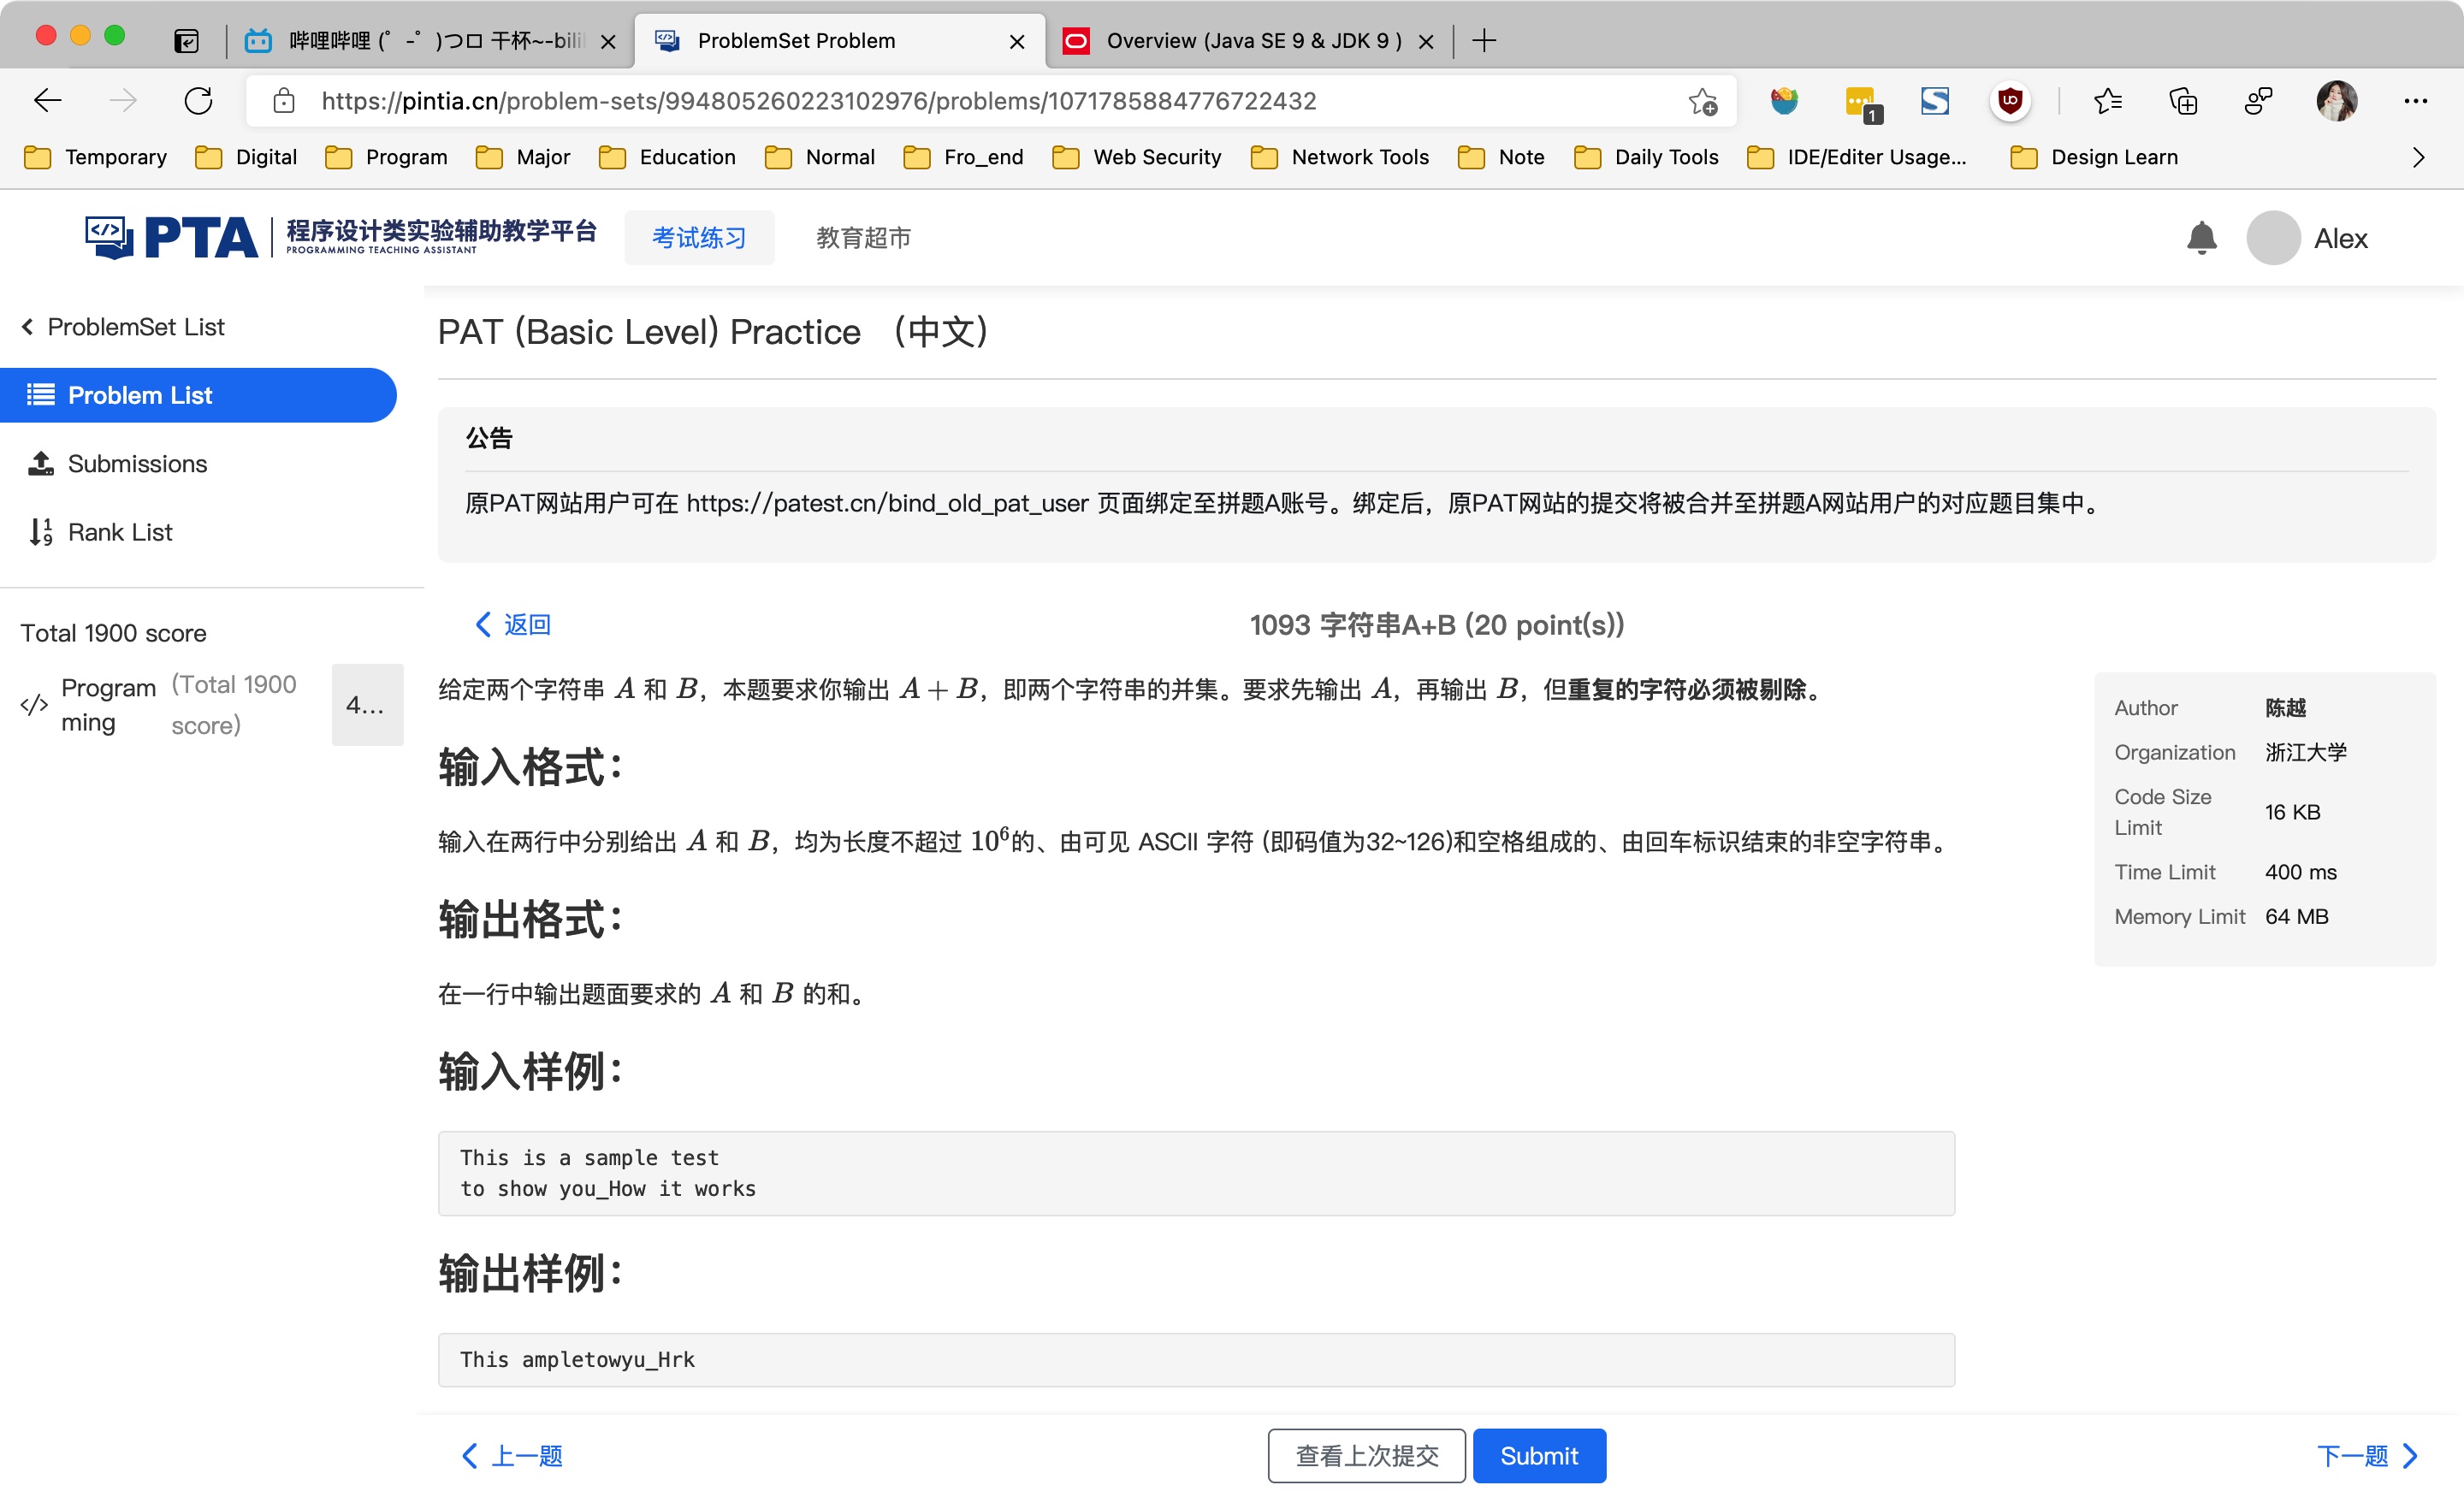 哔哩哔哩 (゜-゜)つロ 干杯~-bili
ProblemSet Problem
Overview (Java SE 9 & JDK 9 )
https://pintia.cn/problem-sets/994805260223102976/problems/1071785884776722432
1
Temporary
Digital
Program
Major
Education
Normal
Fro_end
Web Security
Network Tools
Note
Daily Tools
IDE/Editer Usage...
Design Learn
PTA
程序设计类实验辅助教学平台
PROGRAMMING TEACHING ASSISTANT
考试练习
教育超市
Alex
ProblemSet List
Problem List
Submissions
Rank List
Total 1900 score
Program
ming
(Total 1900
score)
4...
PAT (Basic Level) Practice （中文）
公告
原PAT网站用户可在 https://patest.cn/bind_old_pat_user 页面绑定至拼题A账号。绑定后，原PAT网站的提交将被合并至拼题A网站用户的对应题目集中。
返回
1093 字符串A+B (20 point(s))
给定两个字符串 A 和 B，本题要求你输出 A + B，即两个字符串的并集。要求先输出 A，再输出 B，但重复的字符必须被剔除。
输入格式：
输入在两行中分别给出 A 和 B，均为长度不超过 10⁶的、由可见 ASCII 字符 (即码值为32~126)和空格组成的、由回车标识结束的非空字符串。
输出格式：
在一行中输出题面要求的 A 和 B 的和。
输入样例：
This is a sample test
to show you_How it works
输出样例：
This ampletowyu_Hrk
Author 陈越
Organization 浙江大学
Code Size
Limit
16 KB
Time Limit 400 ms
Memory Limit 64 MB
上一题
查看上次提交
Submit
下一题